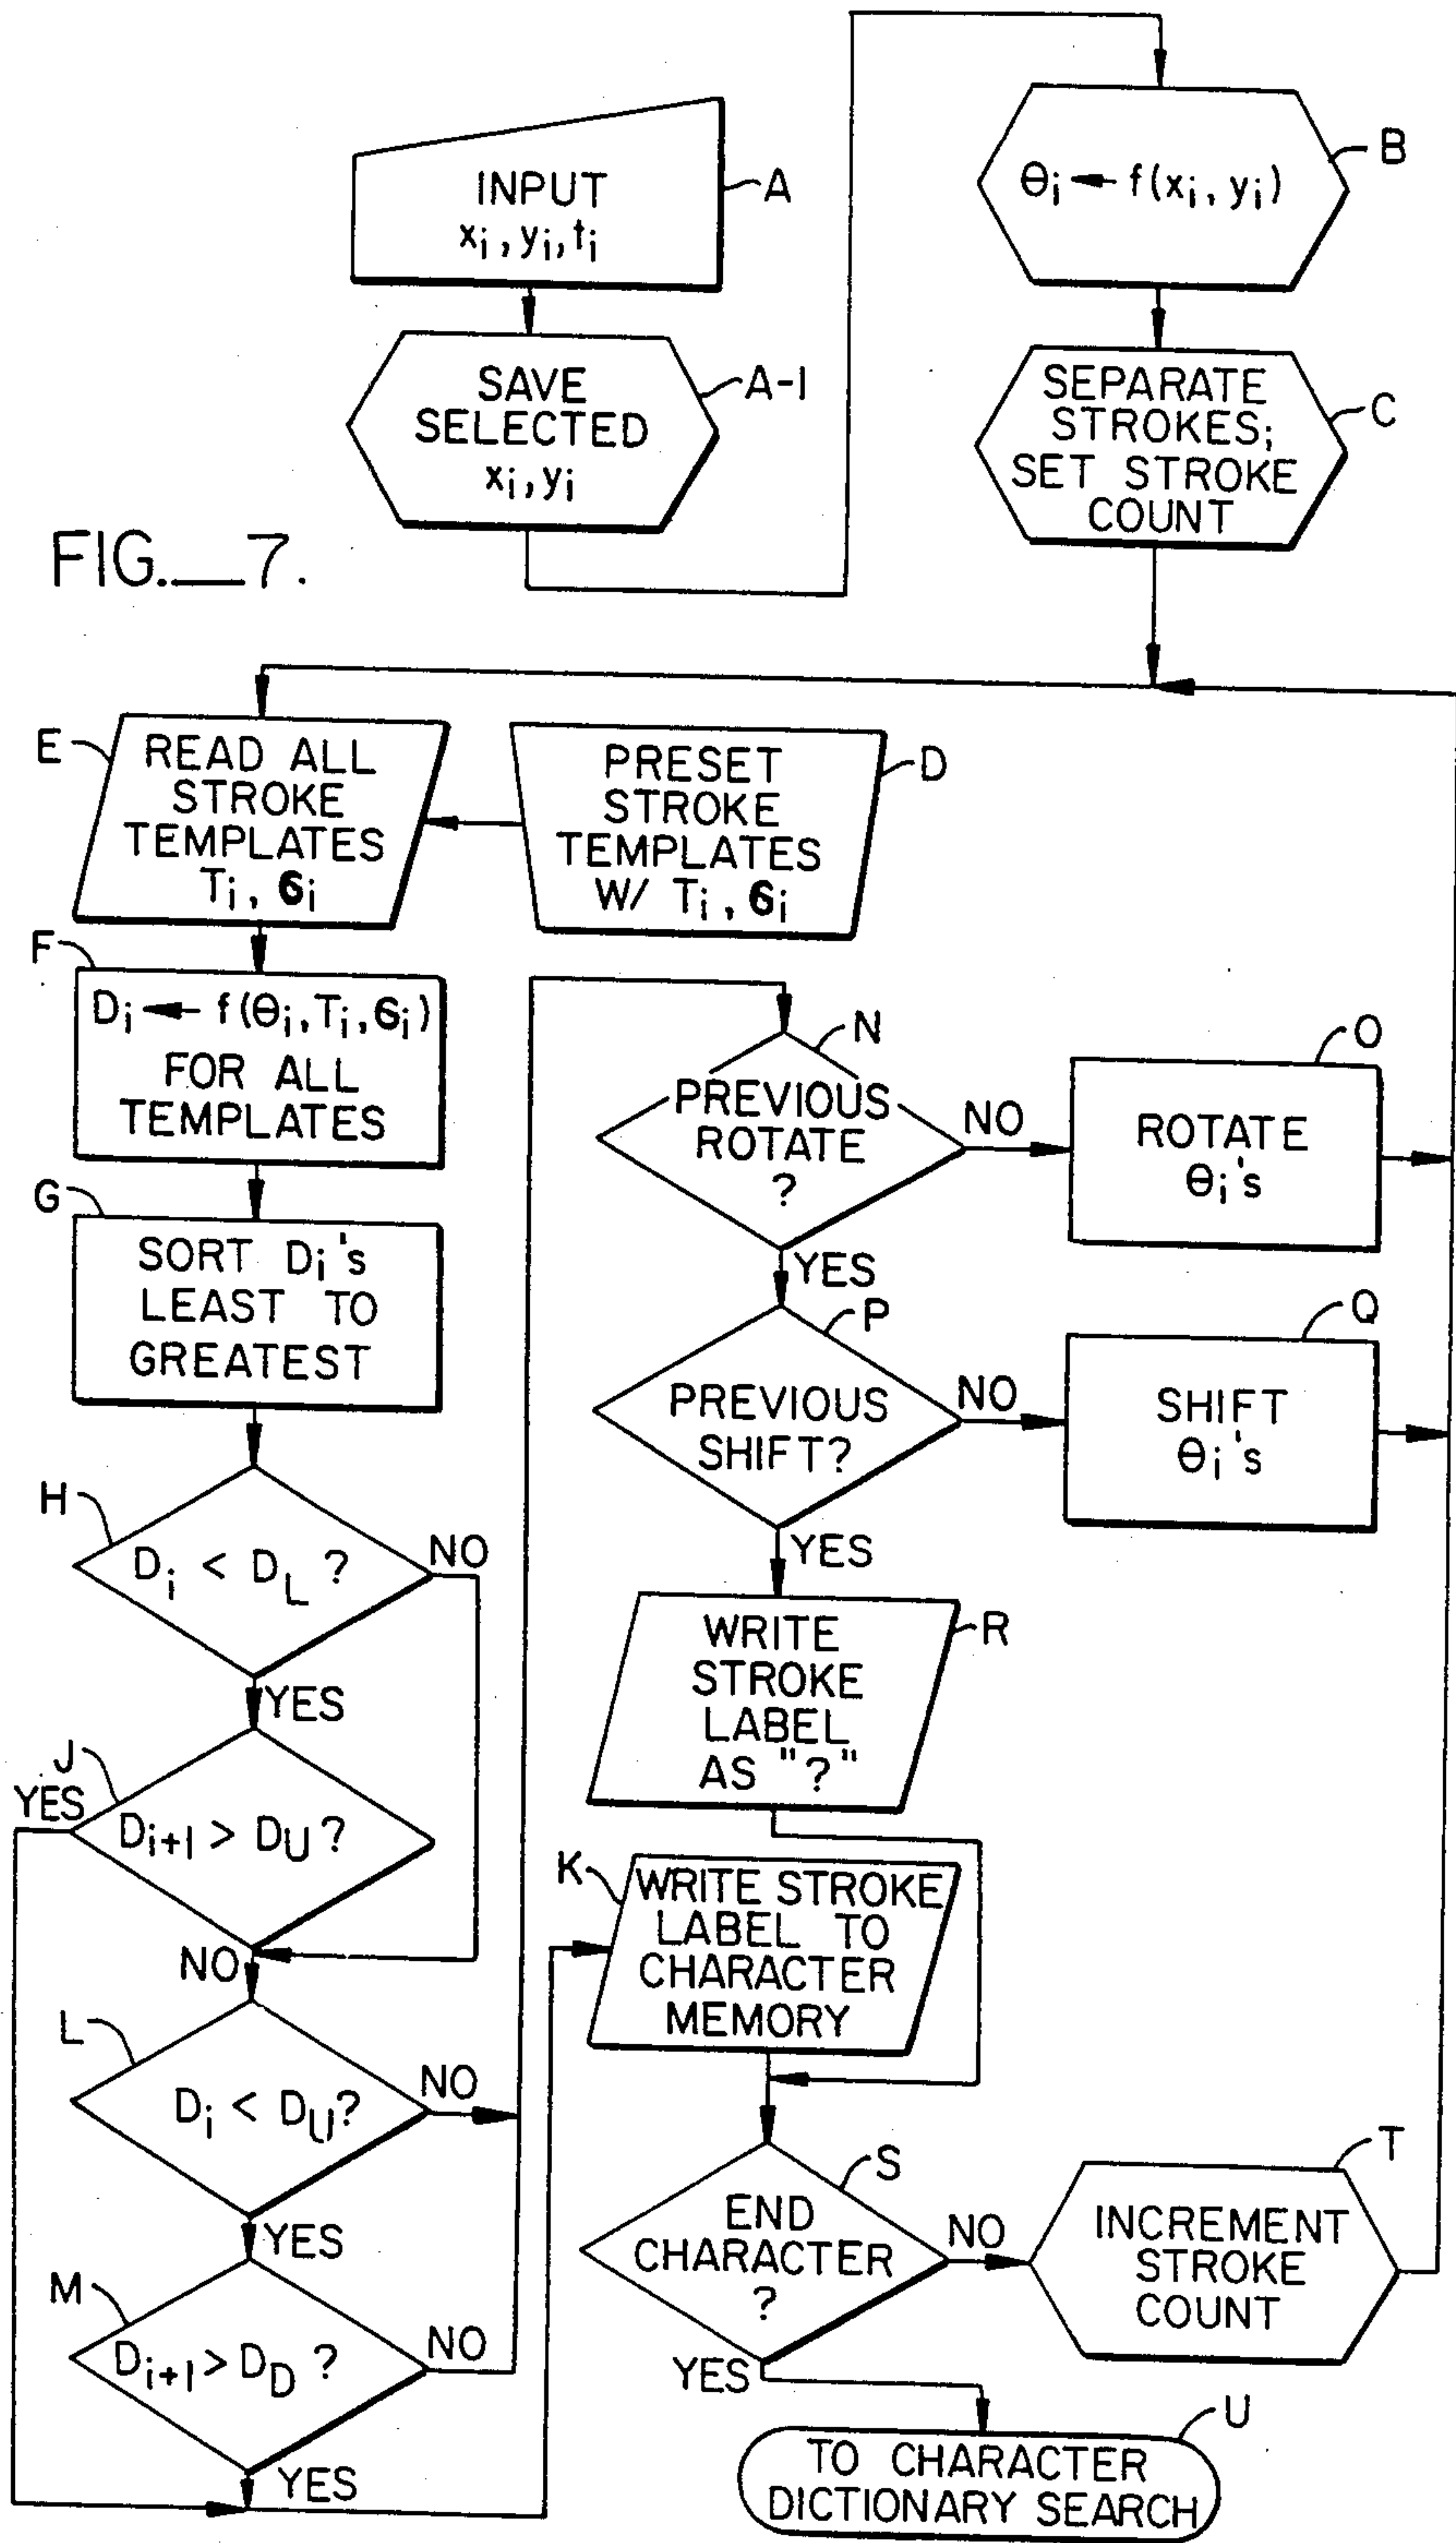 INPUT
xi, yi, ti
A
SAVE
SELECTED
xi, yi
A-1
θi ← f(xi, yi)
B
SEPARATE
STROKES;
SET STROKE
COUNT
C
FIG. 7.
E
READ ALL
STROKE
TEMPLATES
Ti, σi
PRESET
STROKE
TEMPLATES
W/ Ti, σi
D
F
Di ← f(θi, Ti, σi)
FOR ALL
TEMPLATES
G
SORT Di's
LEAST TO
GREATEST
H
Di < DL ?
NO
YES
J
YES
Di+1 > DU ?
NO
L
Di < DU?
NO
YES
M
Di+1 > DD ?
NO
YES
N
PREVIOUS
ROTATE
?
NO
YES
O
ROTATE
θi's
P
PREVIOUS
SHIFT?
NO
YES
Q
SHIFT
θi's
R
WRITE
STROKE
LABEL
AS "?"
K
WRITE STROKE
LABEL TO
CHARACTER
MEMORY
S
END
CHARACTER
?
NO
YES
T
INCREMENT
STROKE
COUNT
U
TO CHARACTER
DICTIONARY SEARCH